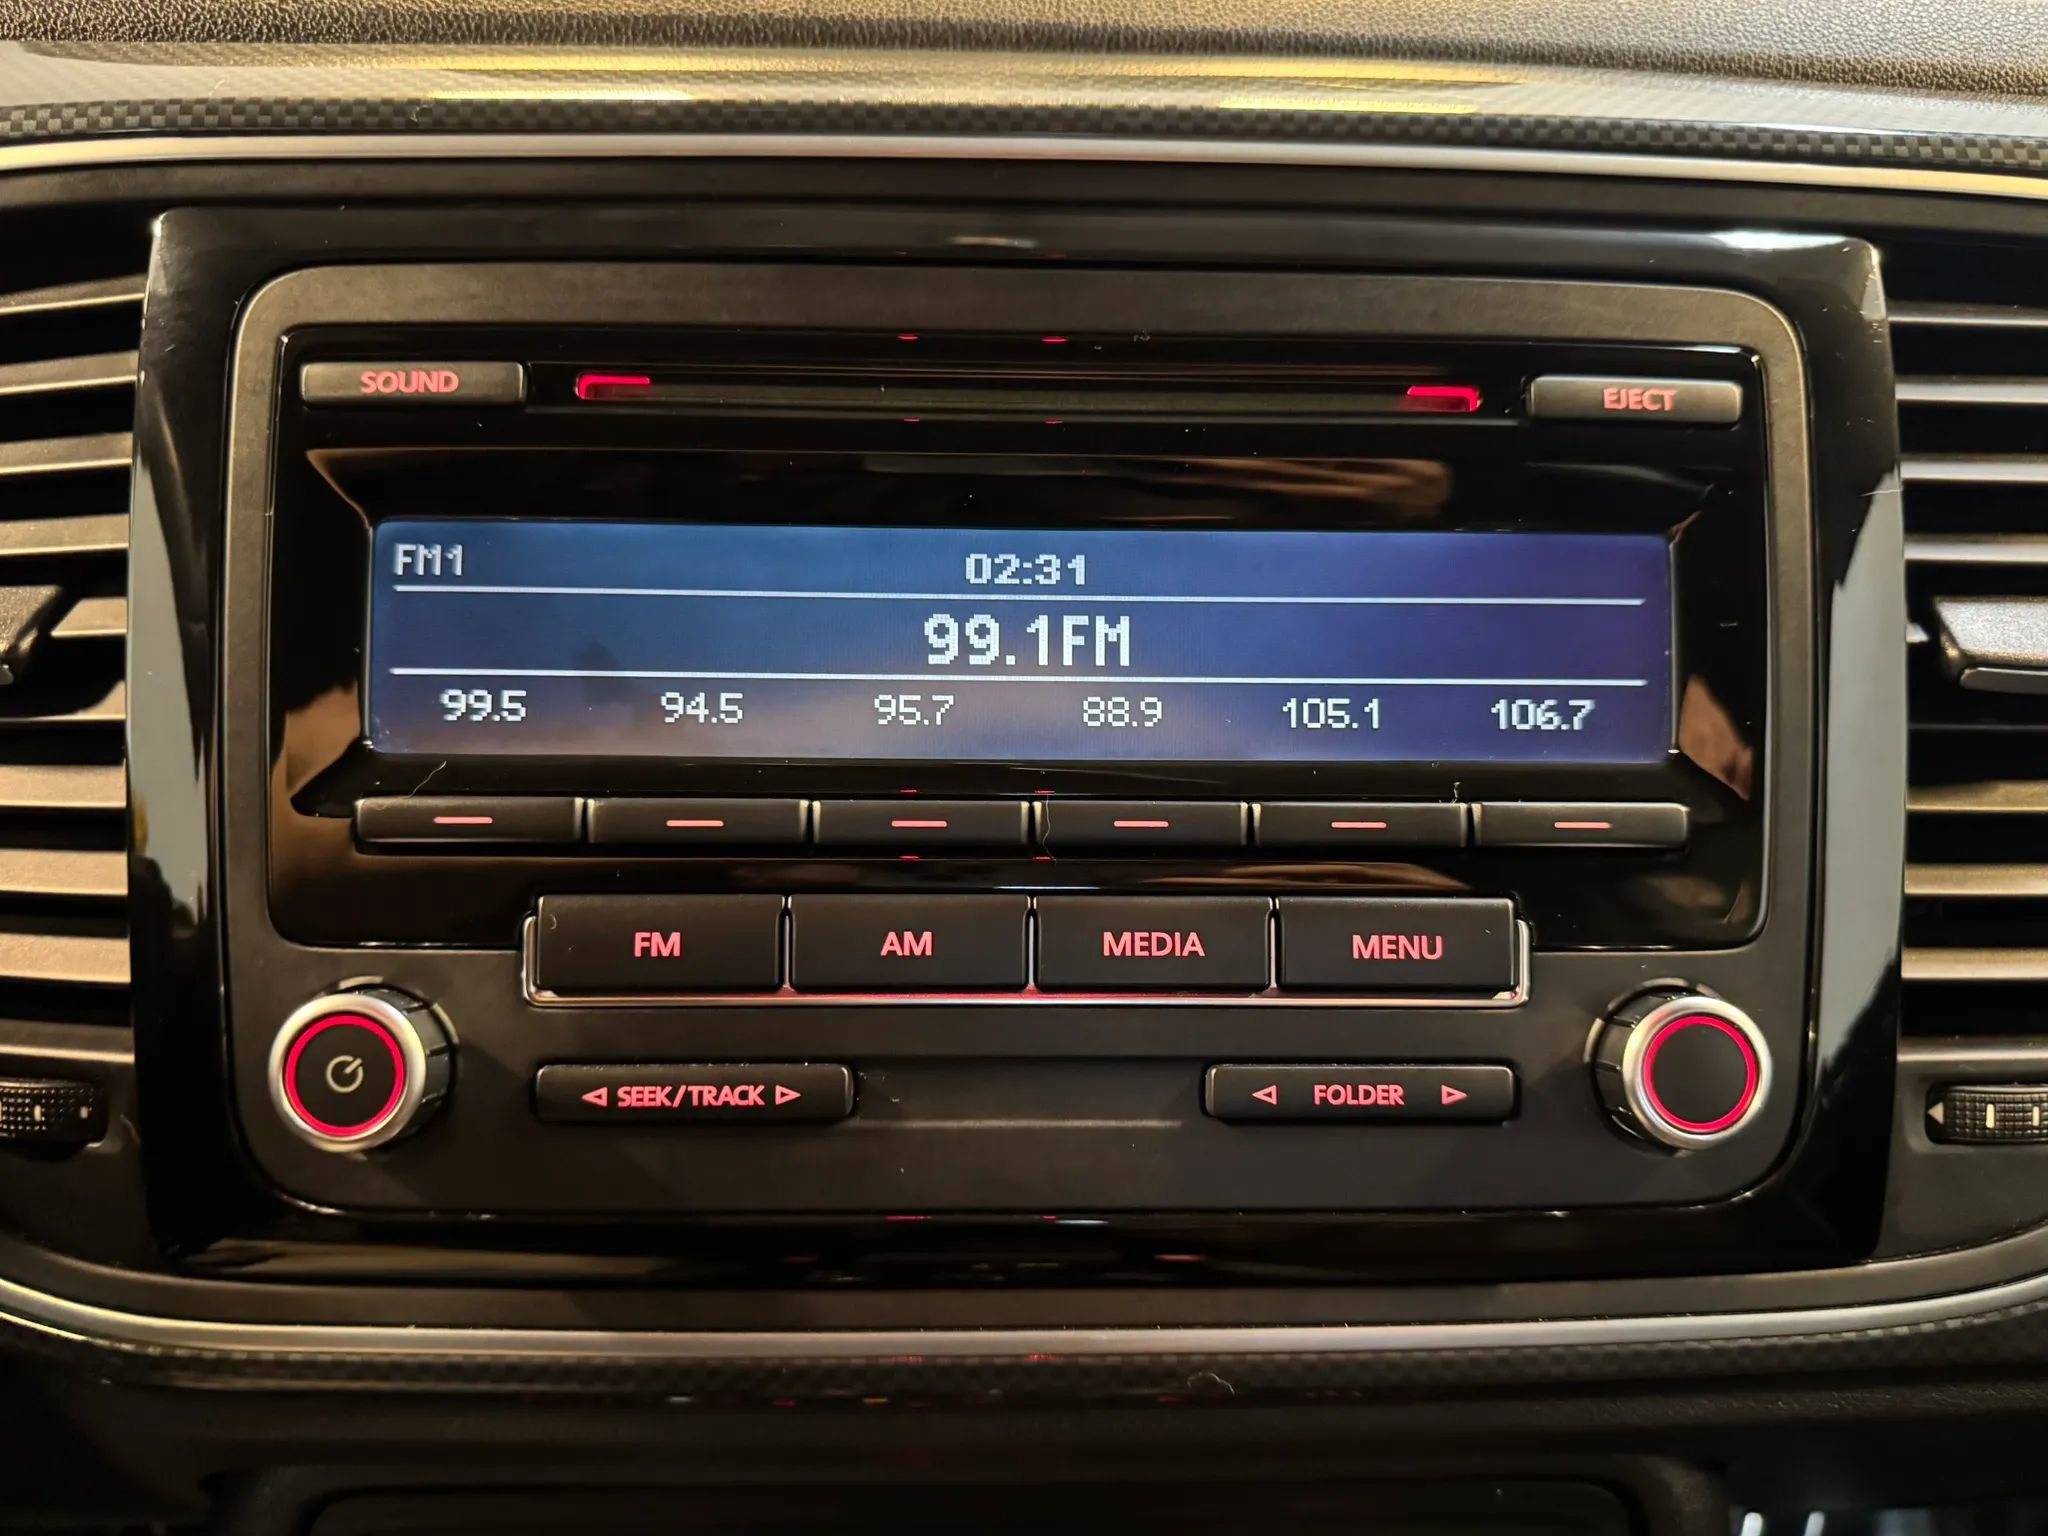 SOUND EJECT
FM1 02:31
99.1FM
99.5 94.5 95.7 88.9 105.1 106.7
FM AM MEDIA MENU
SEEK/TRACK FOLDER